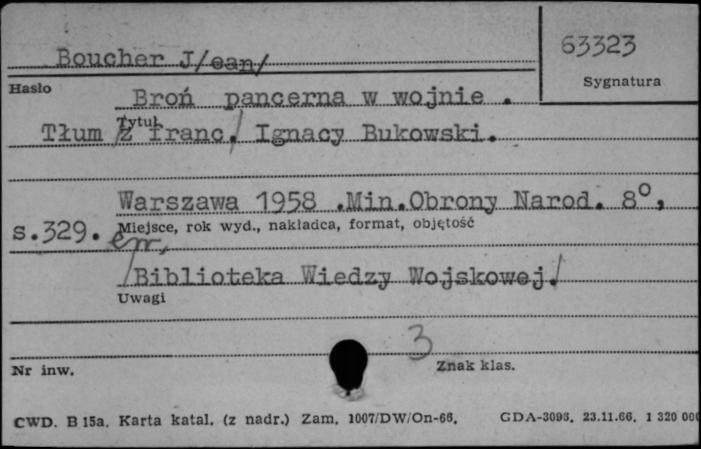 Boucher J/ean/
63323
Sygnatura
Hasło
Broń pancerna w wojnie .
Tytuł
Tłum /z franc./ Ignacy Bukowski.
Warszawa 1958 .Min.Obrony Narod. 8°,
s.329.
Miejsce, rok wyd., nakładca, format, objętość
/Biblioteka Wiedzy Wojskowej./
Uwagi
3
Nr inw.
Znak klas.
CWD. B 15a. Karta katal. (z nadr.) Zam. 1007/DW/On-66. GDA-3093. 23.11.66. 1 320 000